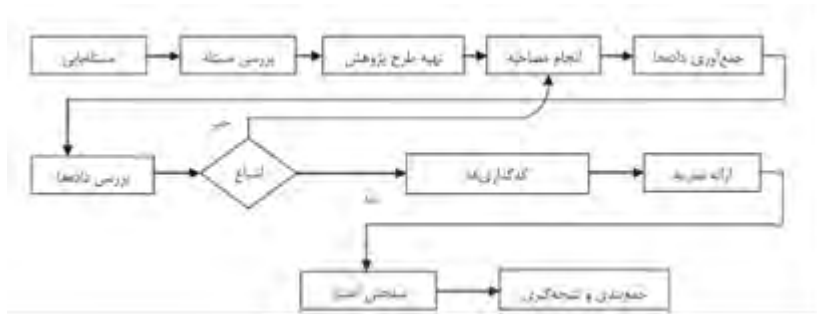 مسئله‌یابی
بررسی مسئله
تهیه طرح پژوهش
انجام مصاحبه
جمع‌آوری داده‌ها
خیر
بررسی داده‌ها
اشباع
کدگذاری‌ها
ارائه نظریه
بله
سنجش اعتبار
جمع‌بندی و نتیجه‌گیری